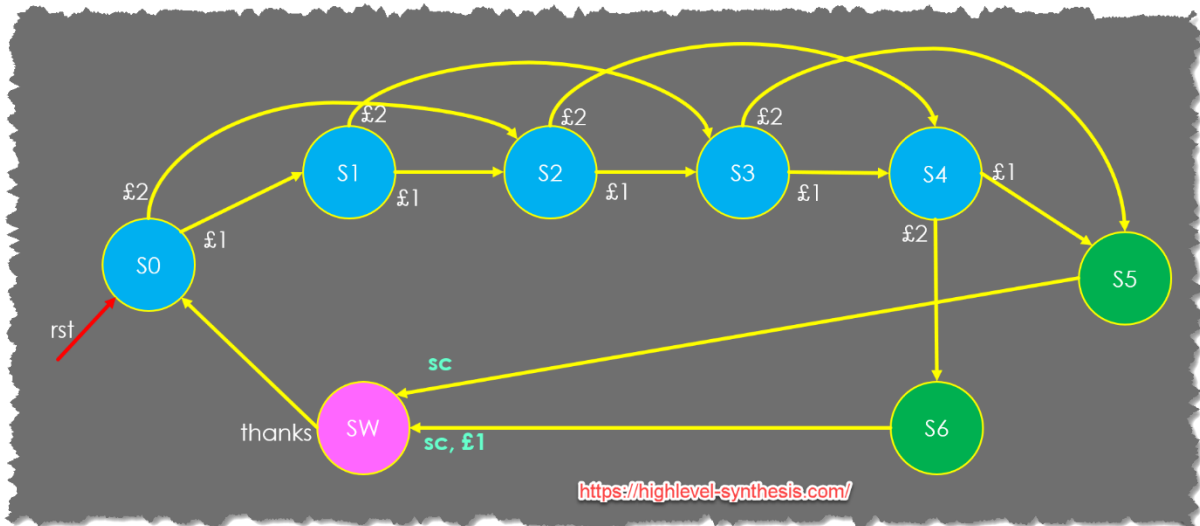 £2
£2
£2
S1
S2
S3
S4
£1
£1
£1
£1
£2
£1
£2
S0
S5
rst
sc
thanks
SW
sc, £1
S6
https://highlevel-synthesis.com/